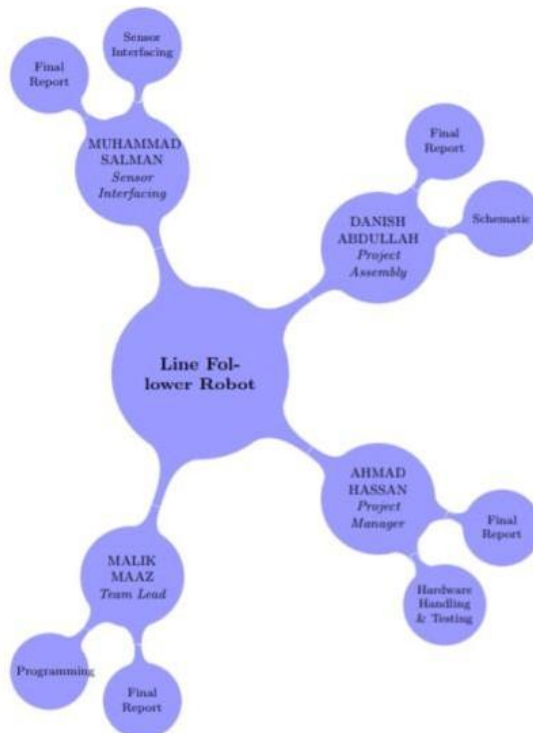 Sensor
Interfacing
Final
Report
MUHAMMAD
SALMAN
Sensor
Interfacing
Final
Report
Schematic
DANISH
ABDULLAH
Project
Assembly
Line Fol-
lower Robot
AHMAD
HASSAN
Project
Manager
Final
Report
Hardware
Handling
& Testing
MALIK
MAAZ
Team Lead
Programming
Final
Report